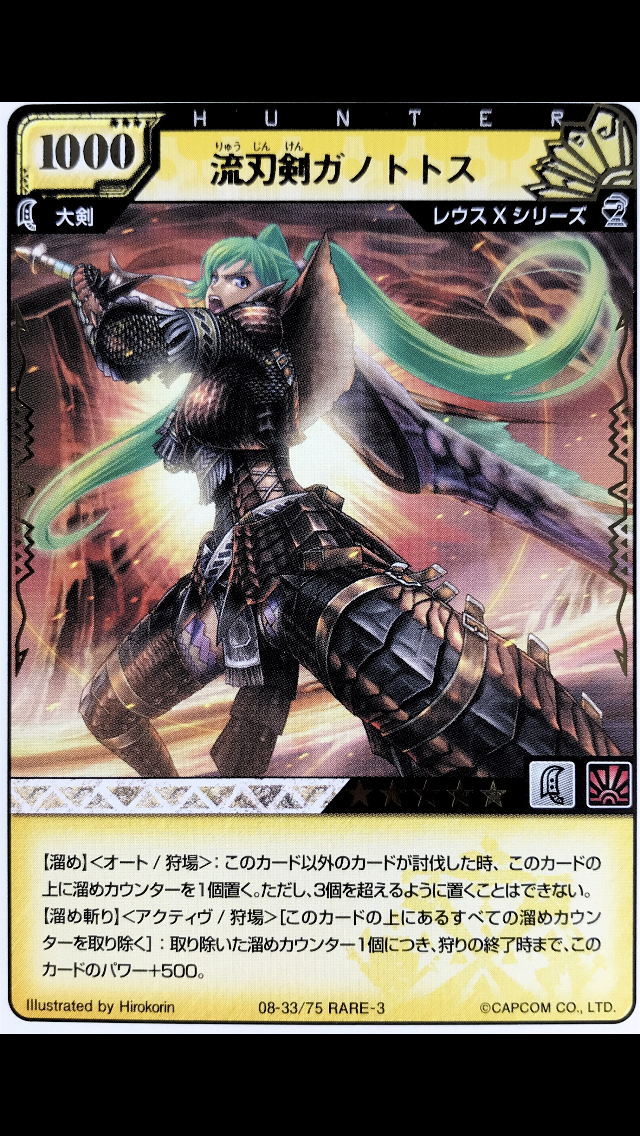 HUNTER
1000
りゅうじんけん
流刃剣ガノトトス
大剣
レウスXシリーズ
【溜め】<オート / 狩場>：このカード以外のカードが討伐した時、このカードの
上に溜めカウンターを1個置く。ただし、3個を超えるように置くことはできない。
【溜め斬り】<アクティヴ / 狩場>[このカードの上にあるすべての溜めカウン
ターを取り除く]：取り除いた溜めカウンター1個につき、狩りの終了時まで、この
カードのパワー+500。
Illustrated by Hirokorin
08-33/75 RARE-3
©CAPCOM CO., LTD.